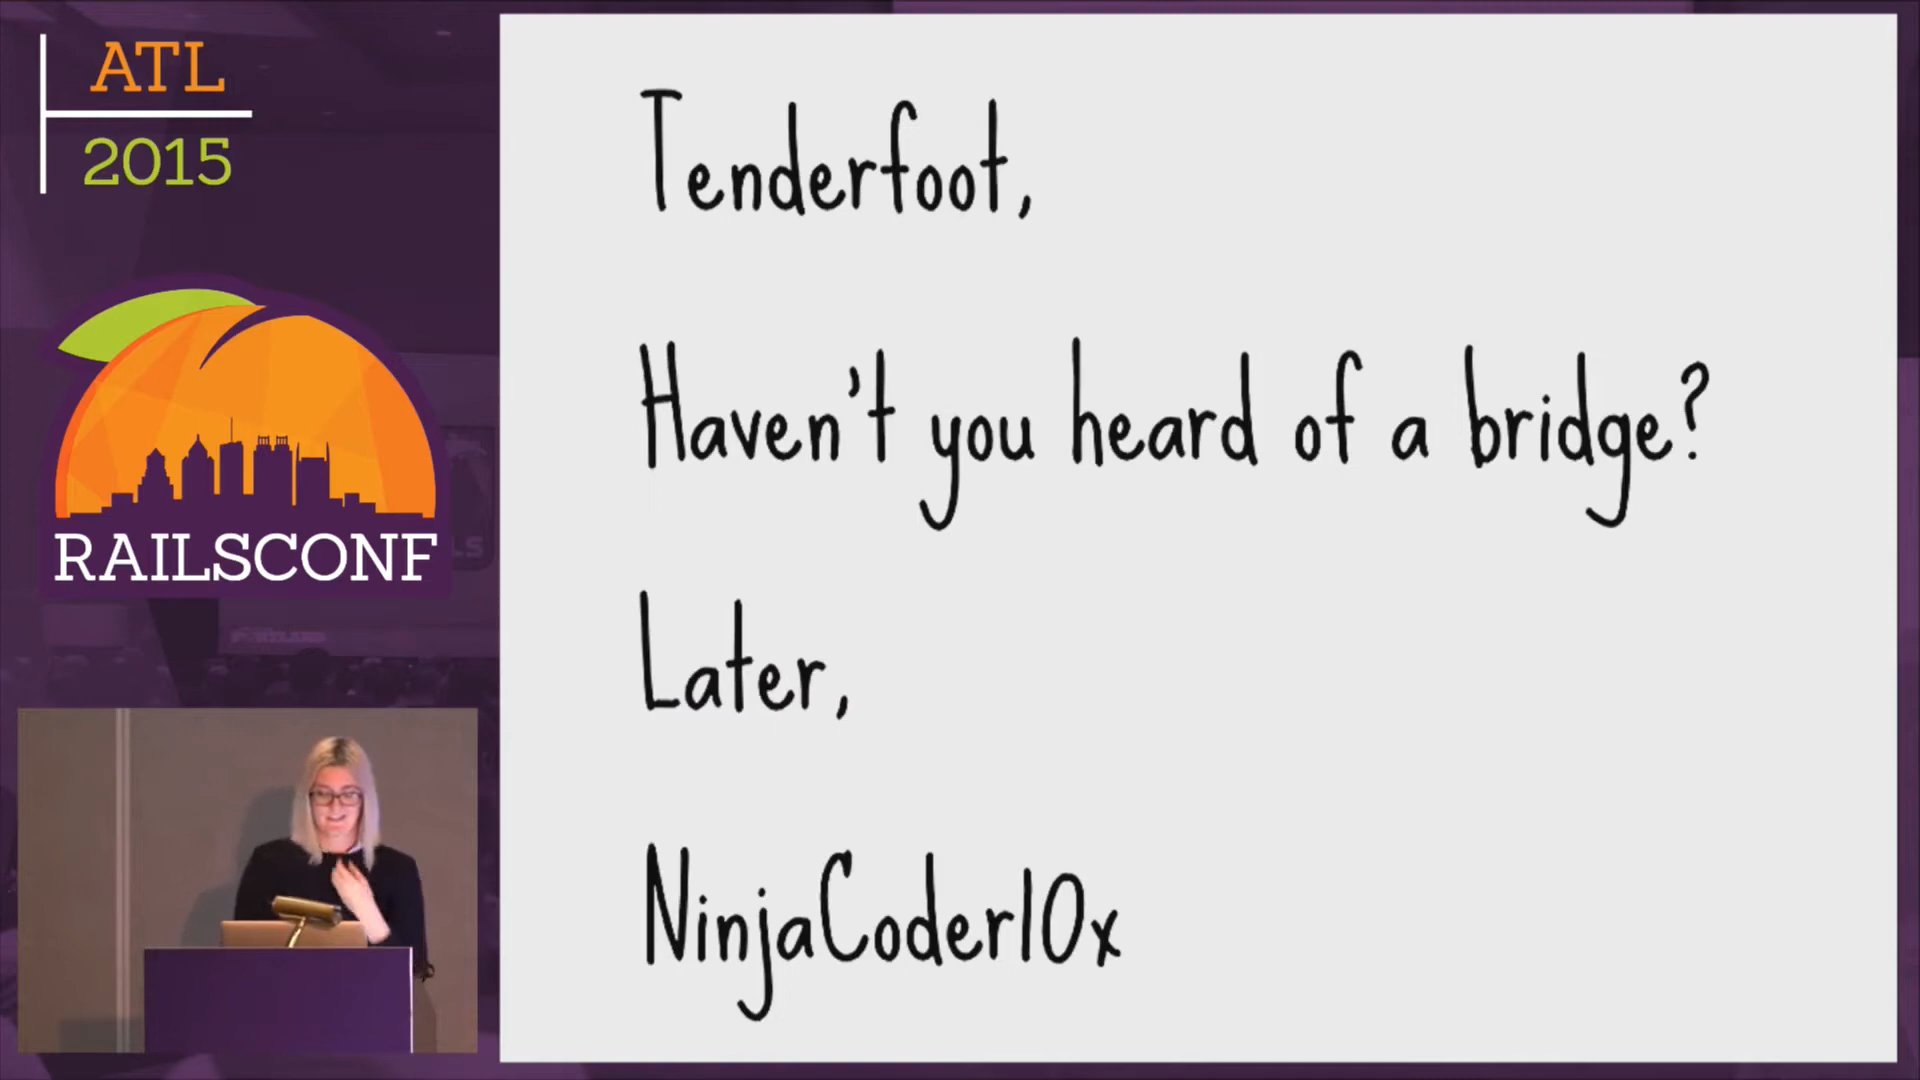 ATL
2015
RAILSCONF
Tenderfoot,
Haven't you heard of a bridge?
Later,
NinjaCoder10x